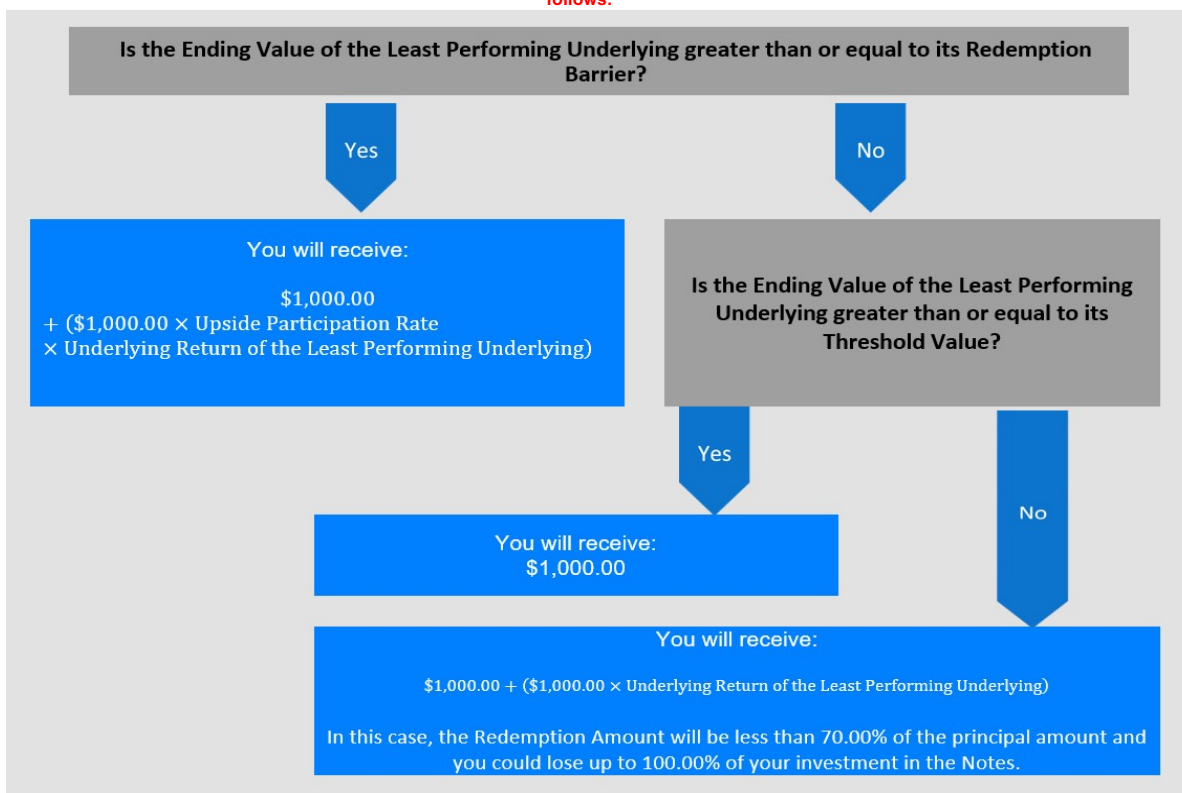 follows:
Is the Ending Value of the Least Performing Underlying greater than or equal to its Redemption
Barrier?
Yes
No
You will receive:
$1,000.00
+ ($1,000.00 × Upside Participation Rate
× Underlying Return of the Least Performing Underlying)
Is the Ending Value of the Least Performing
Underlying greater than or equal to its
Threshold Value?
Yes
No
You will receive:
$1,000.00
You will receive:
$1,000.00 + ($1,000.00 × Underlying Return of the Least Performing Underlying)
In this case, the Redemption Amount will be less than 70.00% of the principal amount and
you could lose up to 100.00% of your investment in the Notes.